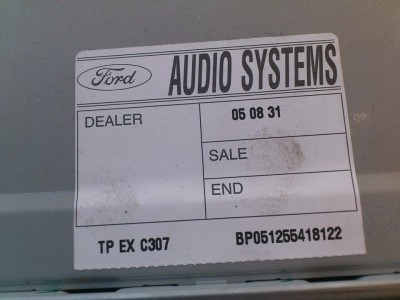 Ford AUDIO SYSTEMS
DEALER
05 08 31
SALE
END
TP EX C307 BP051255418122